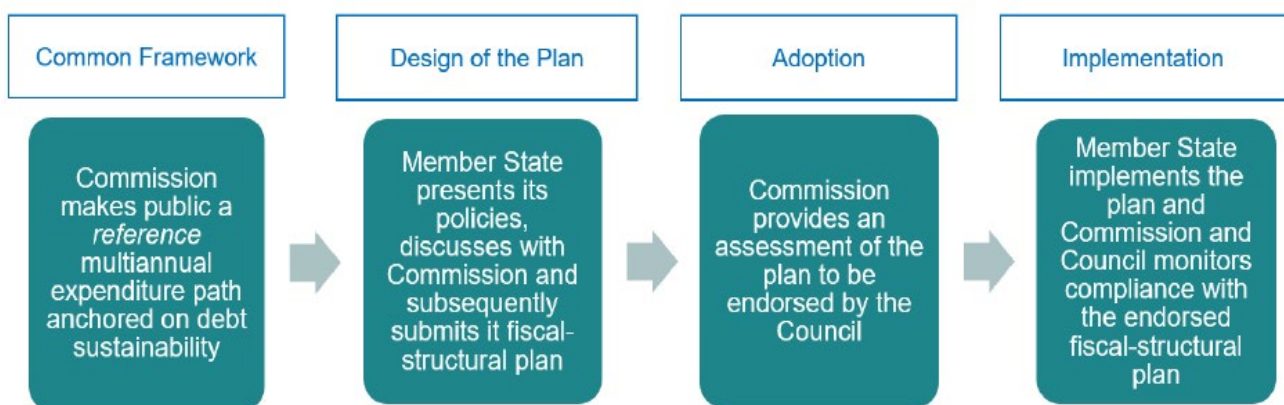 Common Framework
Commission
makes public a
reference
multiannual
expenditure path
anchored on debt
sustainability
Design of the Plan
Member State
presents its
policies,
discusses with
Commission and
subsequently
submits it fiscal-
structural plan
Adoption
Commission
provides an
assessment of the
plan to be
endorsed by the
Council
Implementation
Member State
implements the
plan and
Commission and
Council monitors
compliance with
the endorsed
fiscal-structural
plan